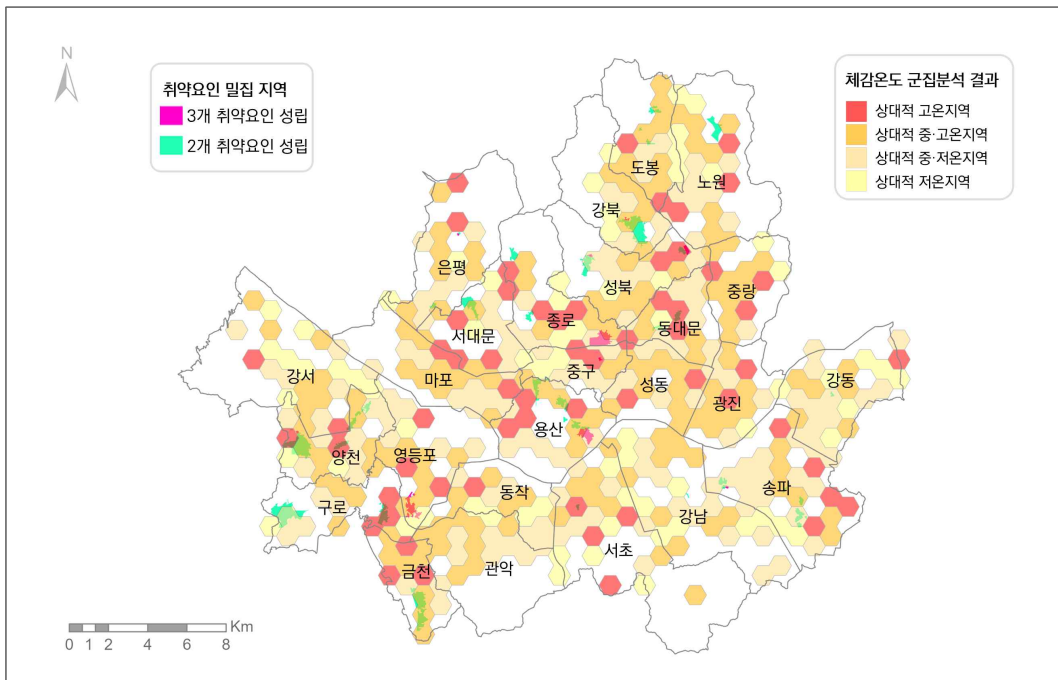 N
취약요인 밀집 지역
3개 취약요인 성립
2개 취약요인 성립
체감온도 군집분석 결과
상대적 고온지역
상대적 중·고온지역
상대적 중·저온지역
상대적 저온지역
도봉
노원
강북
은평
성북
중랑
종로
동대문
서대문
중구
강서
마포
성동
강동
광진
용산
양천
영등포
송파
구로
동작
강남
서초
금천
관악
Km
0 1 2 4 6 8